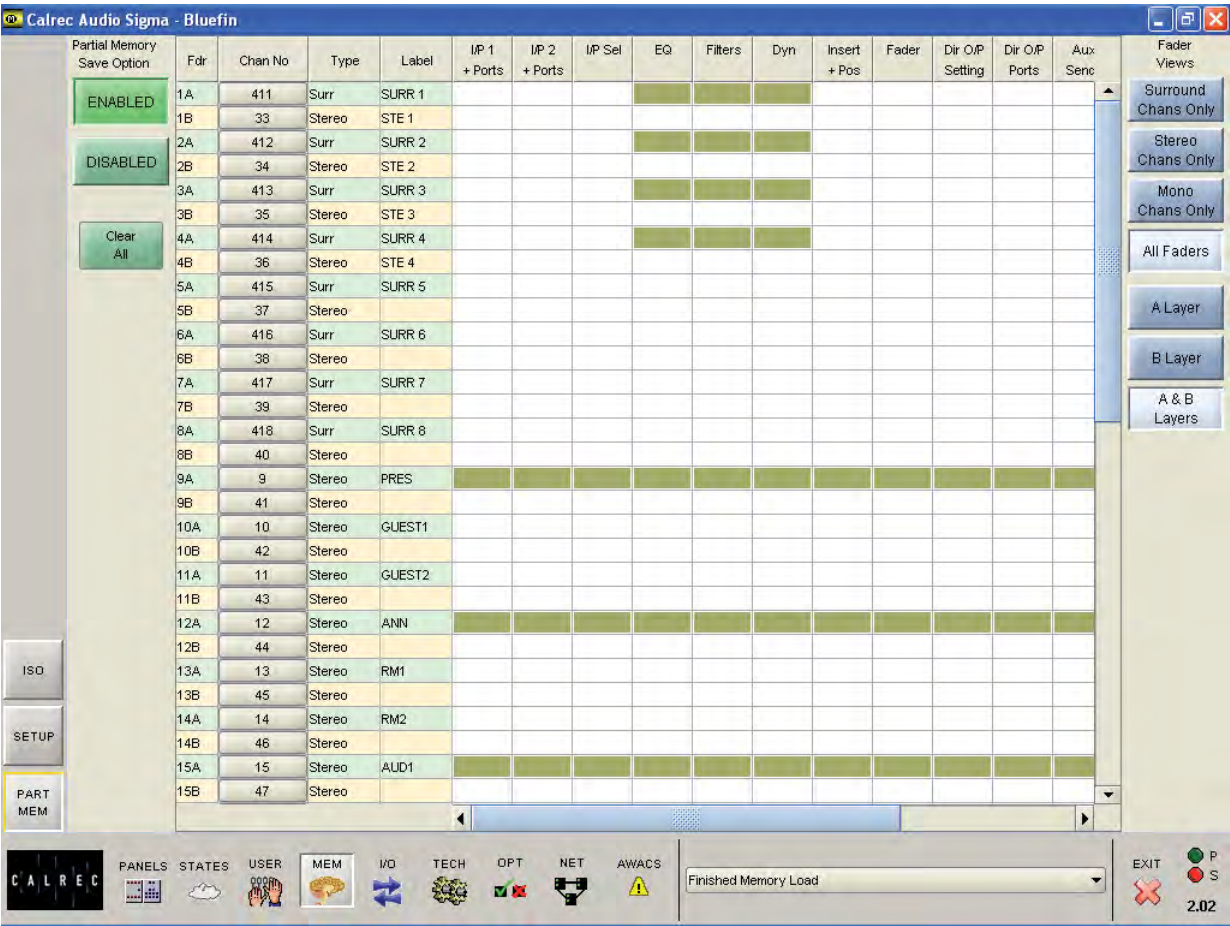 Calrec Audio Sigma - Bluefin
Partial Memory
Save Option
ENABLED
DISABLED
Clear
All
Fdr Chan No Type Label I/P 1 + Ports I/P 2 + Ports I/P Sel EQ Filters Dyn Insert + Pos Fader Dir O/P Setting Dir O/P Ports Aux Senc
1A 411 Surr SURR 1
1B 33 Stereo STE 1
2A 412 Surr SURR 2
2B 34 Stereo STE 2
3A 413 Surr SURR 3
3B 35 Stereo STE 3
4A 414 Surr SURR 4
4B 36 Stereo STE 4
5A 415 Surr SURR 5
5B 37 Stereo
6A 416 Surr SURR 6
6B 38 Stereo
7A 417 Surr SURR 7
7B 39 Stereo
8A 418 Surr SURR 8
8B 40 Stereo
9A 9 Stereo PRES
9B 41 Stereo
10A 10 Stereo GUEST1
10B 42 Stereo
11A 11 Stereo GUEST2
11B 43 Stereo
12A 12 Stereo ANN
12B 44 Stereo
13A 13 Stereo RM1
13B 45 Stereo
14A 14 Stereo RM2
14B 46 Stereo
15A 15 Stereo AUD1
15B 47 Stereo
Fader
Views
Surround
Chans Only
Stereo
Chans Only
Mono
Chans Only
All Faders
A Layer
B Layer
A & B
Layers
ISO
SETUP
PART
MEM
CALREC
PANELS STATES USER MEM I/O TECH OPT NET AWACS
Finished Memory Load
EXIT
P
S
2.02